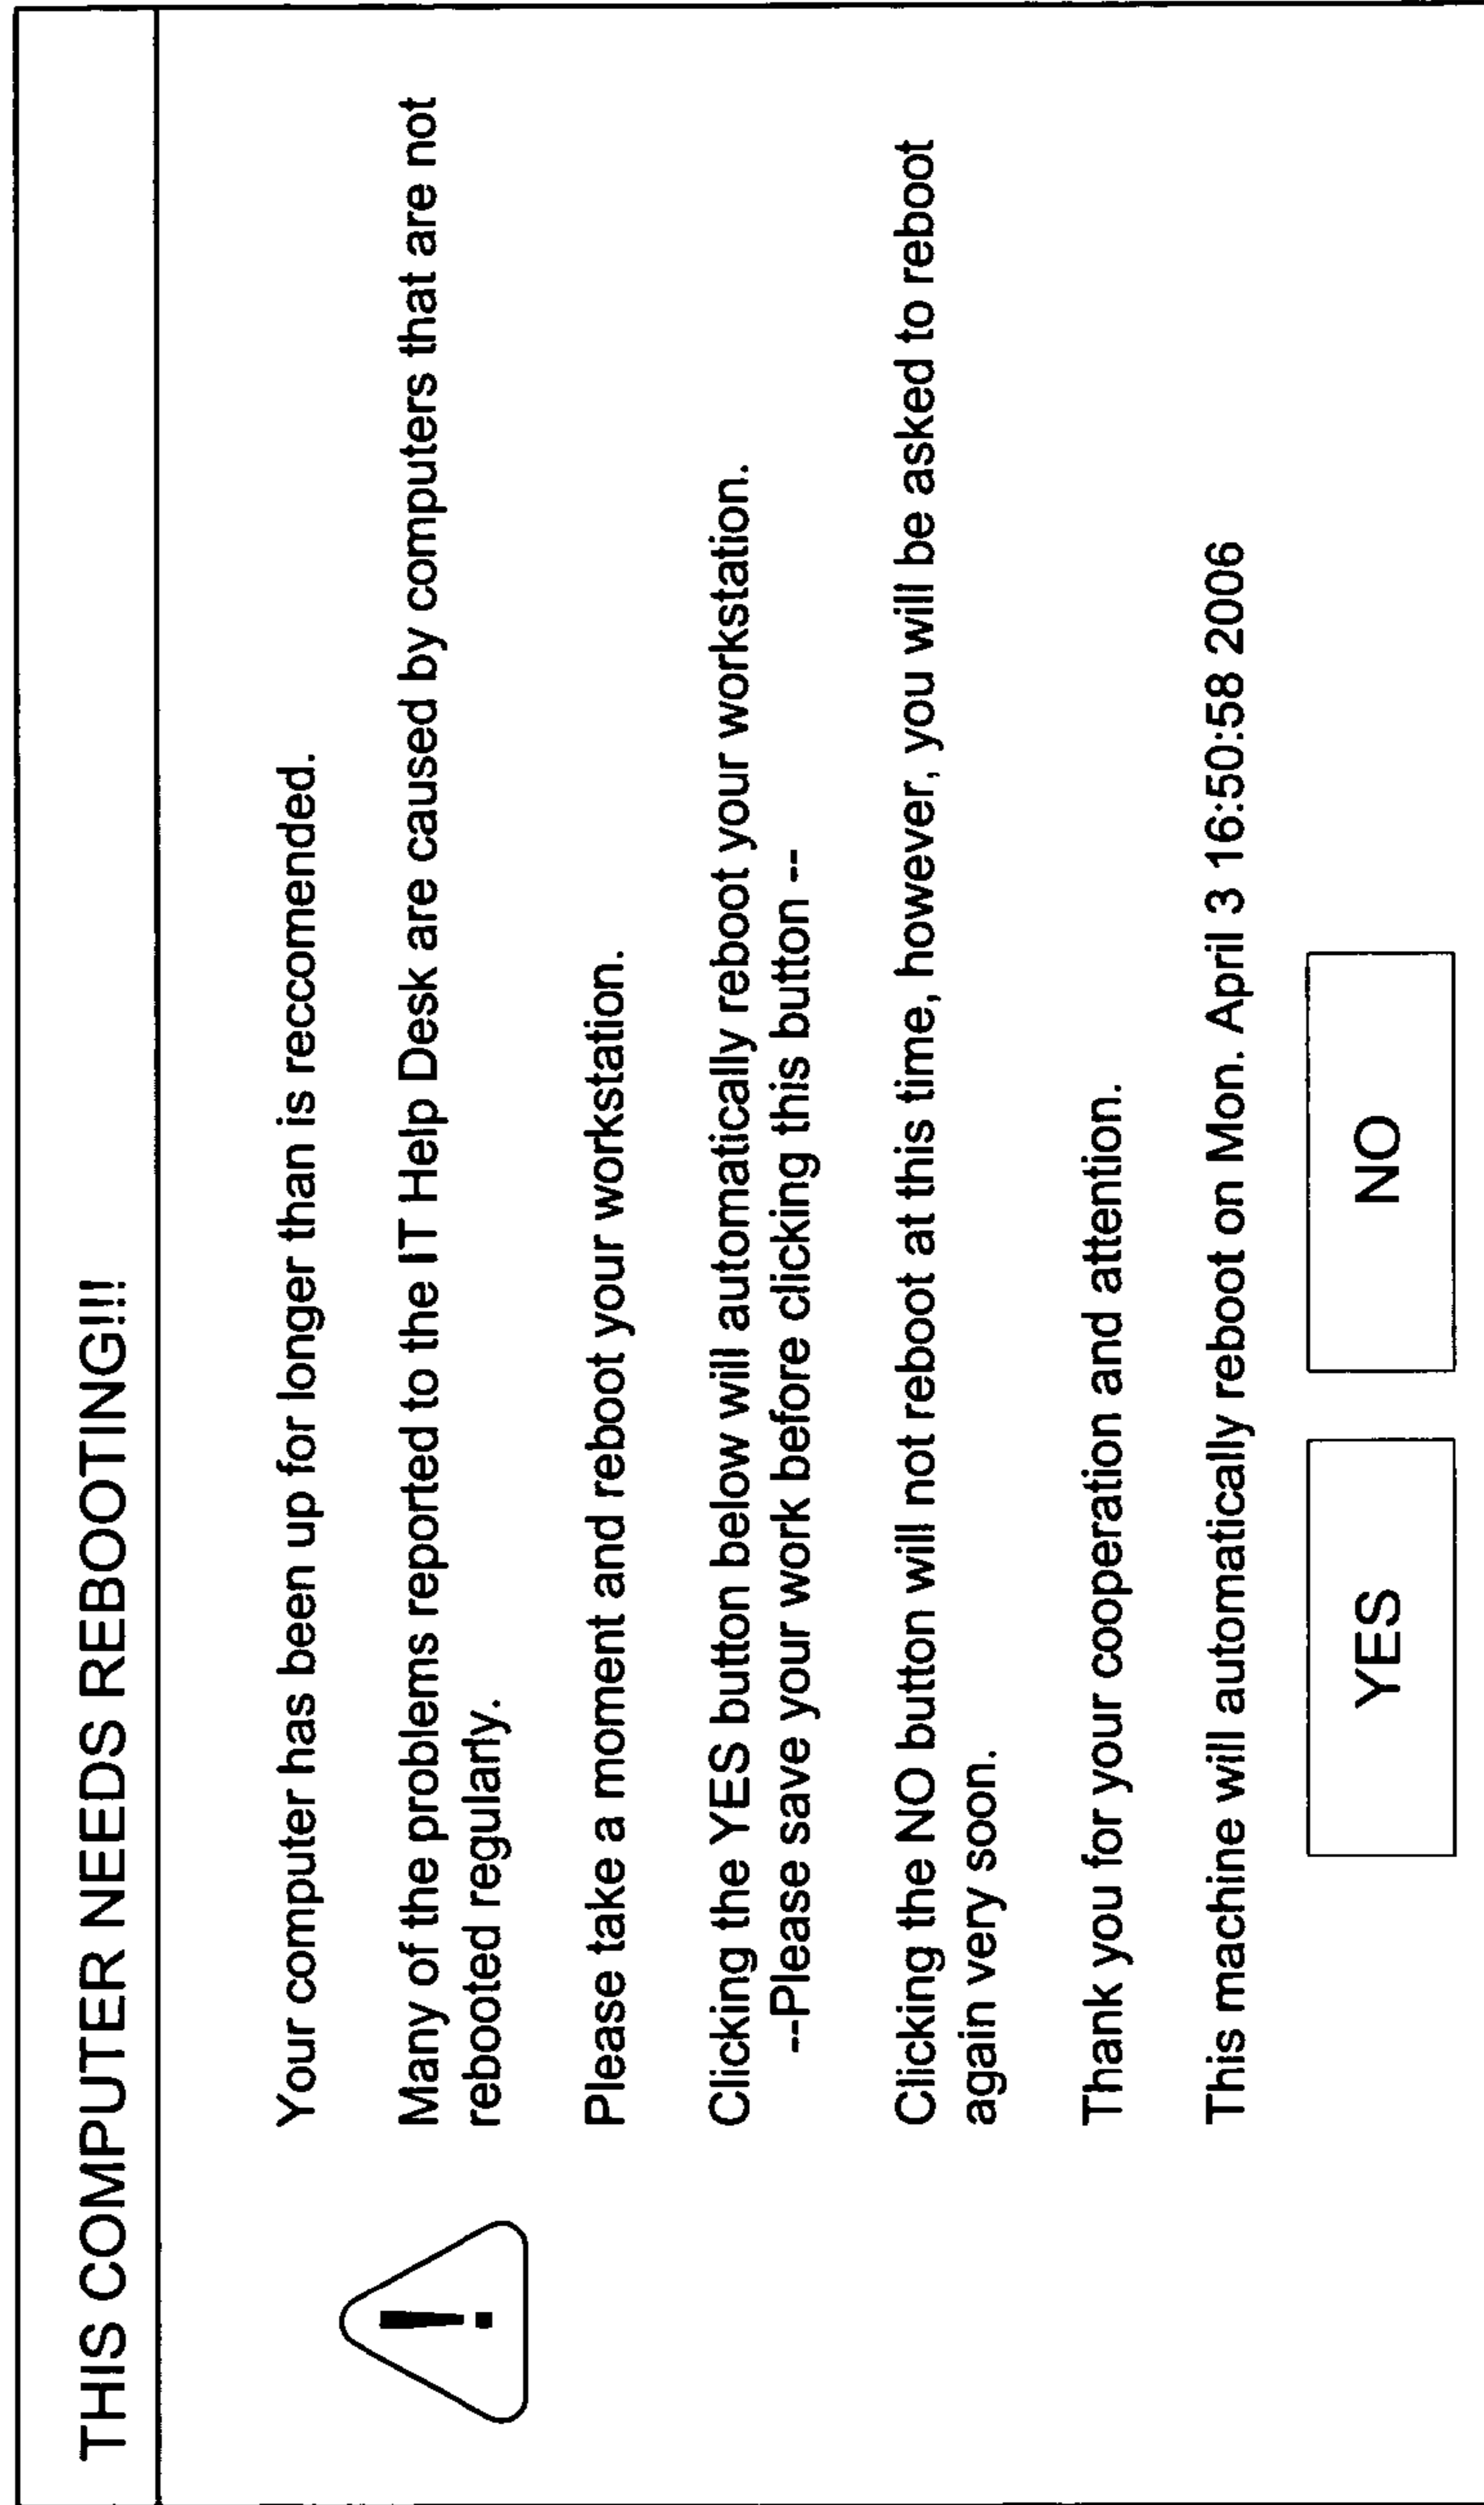 THIS COMPUTER NEEDS REBOOTING!!!
Your computer has been up for longer than is reccomended.
Many of the problems reported to the IT Help Desk are caused by computers that are not
rebooted regularly.
Please take a moment and reboot your workstation.
Clicking the YES button below will automatically reboot your workstation.
--Please save your work before clicking this button --
Clicking the NO button will not reboot at this time, however, you will be asked to reboot
again very soon.
Thank you for your cooperation and attention.
This machine will automatically reboot on Mon. April 3 16:50:58 2006
YES NO